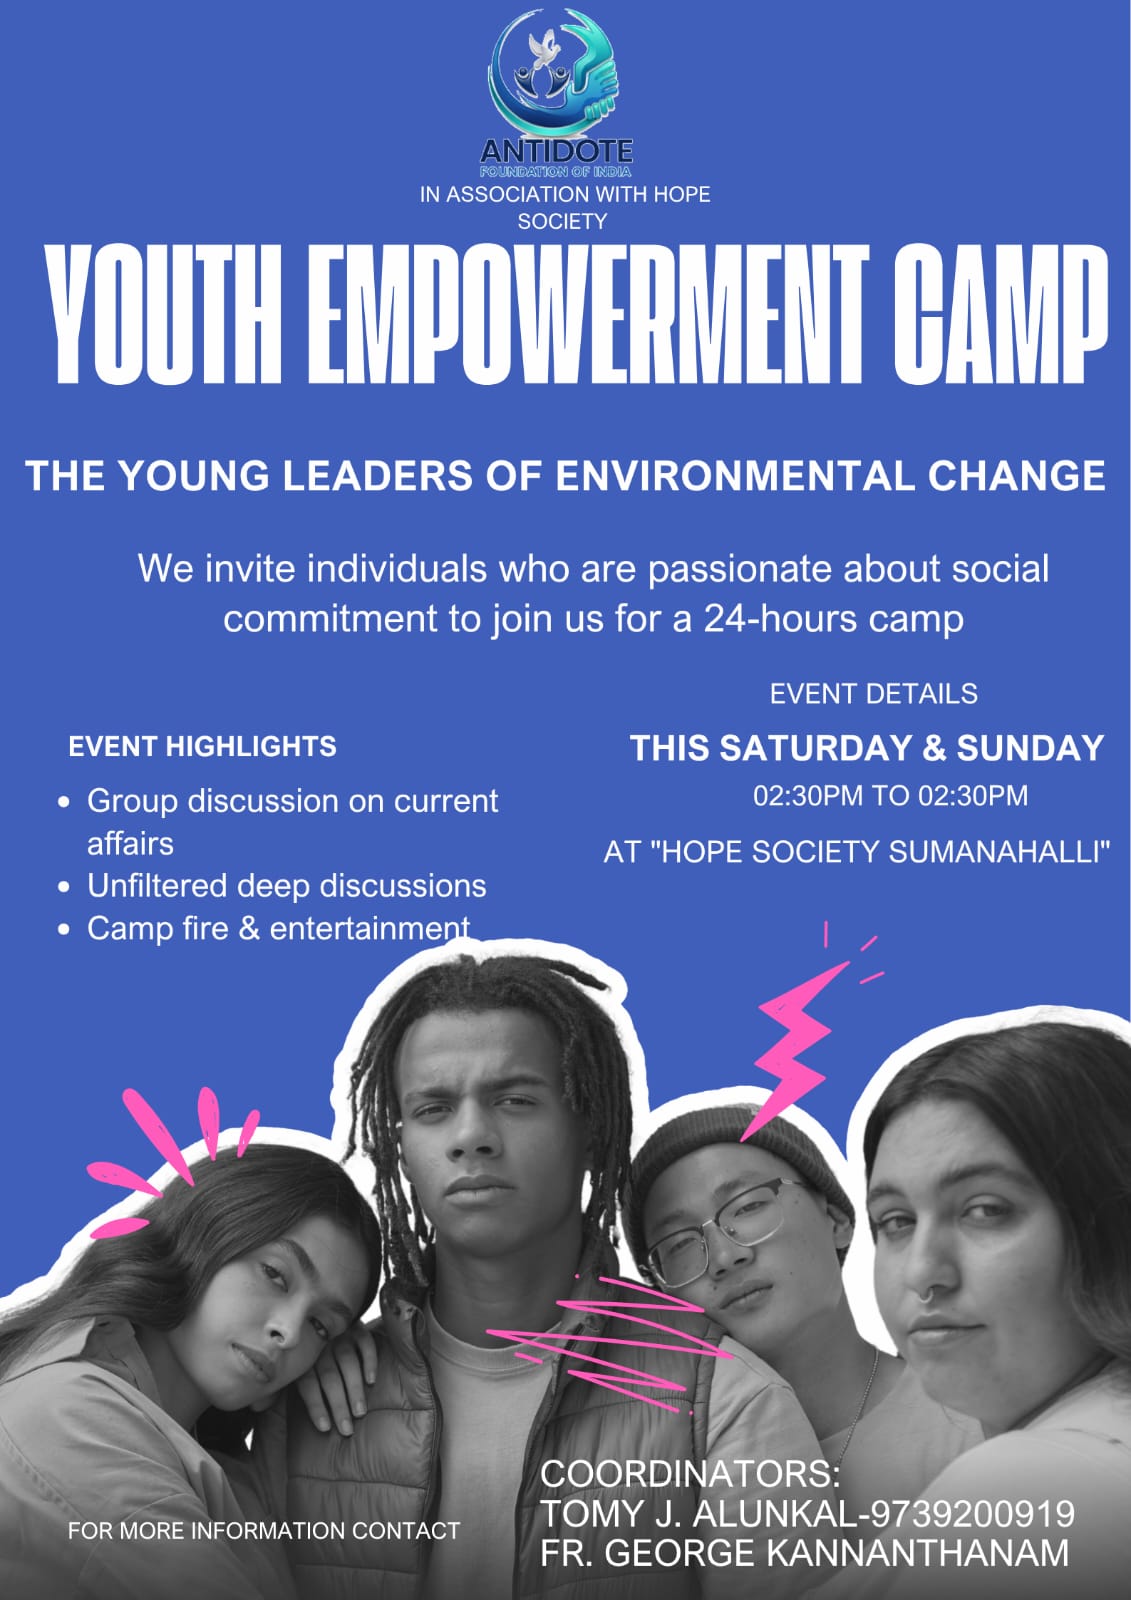 ANTIDOTE
FOUNDATION OF INDIA
IN ASSOCIATION WITH HOPE
SOCIETY
YOUTH EMPOWERMENT CAMP
THE YOUNG LEADERS OF ENVIRONMENTAL CHANGE
We invite individuals who are passionate about social
commitment to join us for a 24-hours camp
EVENT HIGHLIGHTS
• Group discussion on current
affairs
• Unfiltered deep discussions
• Camp fire & entertainment
EVENT DETAILS
THIS SATURDAY & SUNDAY
02:30PM TO 02:30PM
AT "HOPE SOCIETY SUMANAHALLI"
FOR MORE INFORMATION CONTACT
COORDINATORS:
TOMY J. ALUNKAL-9739200919
FR. GEORGE KANNANTHANAM